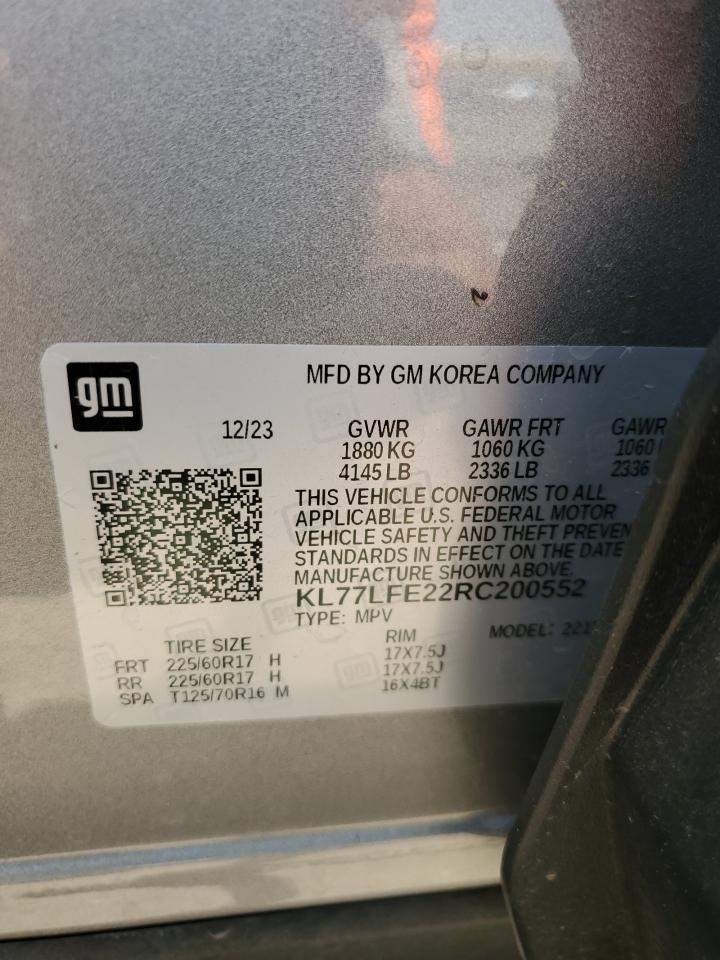 gm
MFD BY GM KOREA COMPANY
12/23 GVWR GAWR FRT GAWR
1880 KG 1060 KG 1060
4145 LB 2336 LB 2336
THIS VEHICLE CONFORMS TO ALL
APPLICABLE U.S. FEDERAL MOTOR
VEHICLE SAFETY AND THEFT PREVEN
STANDARDS IN EFFECT ON THE DATE
MANUFACTURE SHOWN ABOVE.
KL77LFE22RC200552
TYPE: MPV MODEL:
TIRE SIZE RIM
FRT 225/60R17 H 17X7.5J
RR 225/60R17 H 17X7.5J
SPA T125/70R16 M 16X4BT